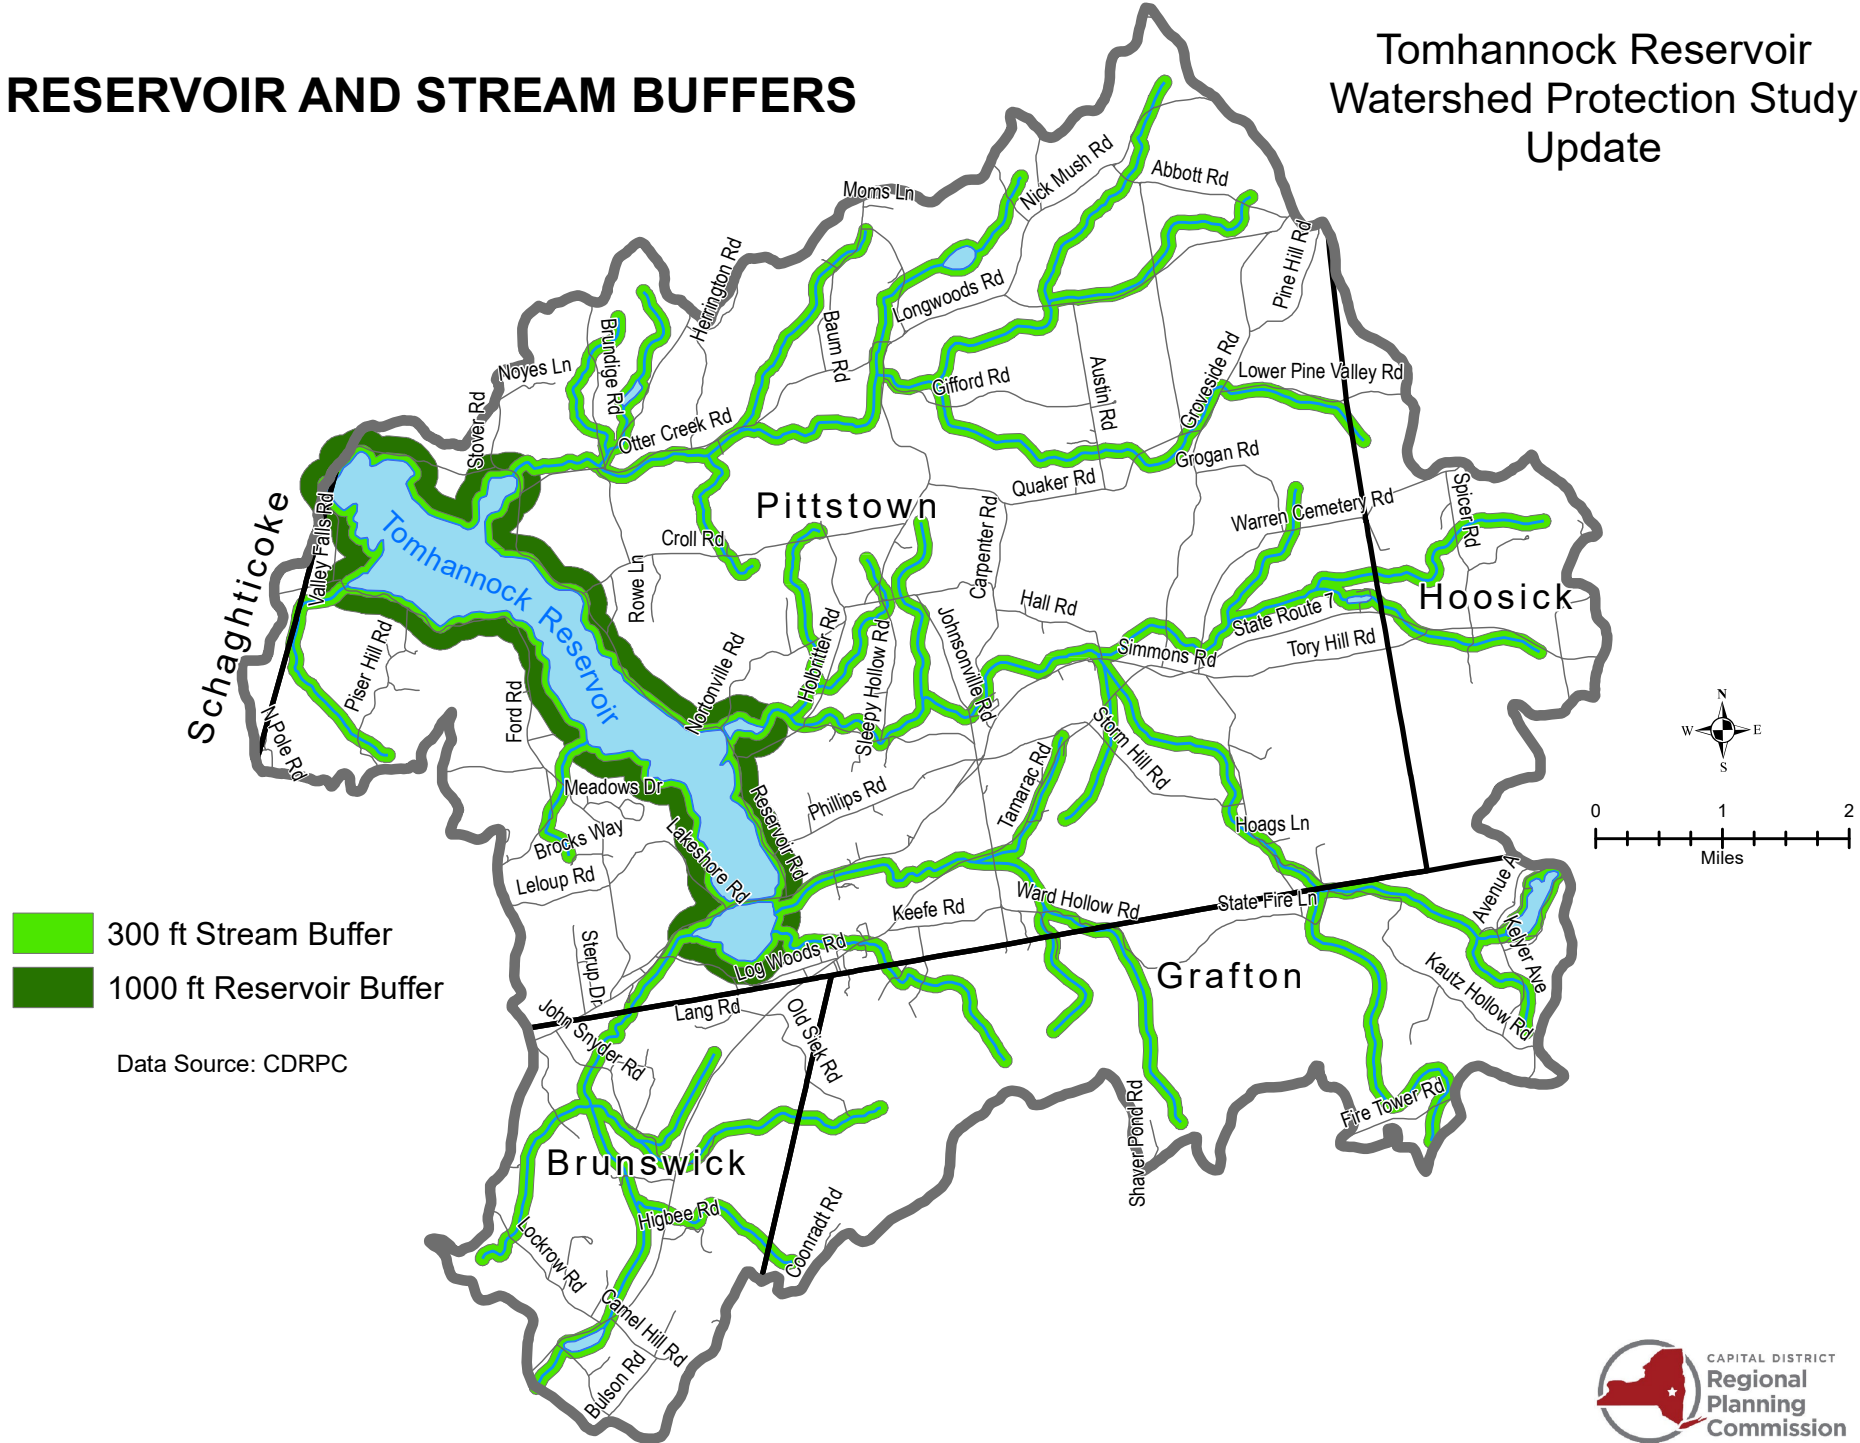 RESERVOIR AND STREAM BUFFERS
Tomhannock Reservoir
Watershed Protection Study
Update
Moms Ln
Nick Mush Rd
Abbott Rd
Herrington Rd
Pine Hill Rd
Longwoods Rd
Baum Rd
Brundige Rd
Noyes Ln
Stover Rd
Otter Creek Rd
Gifford Rd
Austin Rd
Groveside Rd
Lower Pine Valley Rd
Grogan Rd
Quaker Rd
Pittstown
Warren Cemetery Rd
Spicer Rd
Schaghticoke
Valley Falls Rd
Tomhannock Reservoir
Croll Rd
Rowe Ln
Carpenter Rd
Hall Rd
Hoosick
State Route 7
Tory Hill Rd
Simmons Rd
Johnsonville Rd
Holbritter Rd
Sleepy Hollow Rd
Nortonville Rd
Piser Hill Rd
Ford Rd
N Pole Rd
Storm Hill Rd
Tamarac Rd
Phillips Rd
Reservoir Rd
Meadows Dr
Brocks Way
Lakeshore Rd
Leloup Rd
Hoags Ln
Ward Hollow Rd
State Fire Ln
Keefe Rd
Log Woods Rd
Avenue A
Kelyer Ave
Kautz Hollow Rd
Grafton
Sterup Dr
Lang Rd
Old Siek Rd
John Snyder Rd
Fire Tower Rd
Shaver Pond Rd
Brunswick
Higbee Rd
Coonradt Rd
Lockrow Rd
Camel Hill Rd
Bulson Rd
N
W
E
S
0
1
2
Miles
300 ft Stream Buffer
1000 ft Reservoir Buffer
Data Source: CDRPC
CAPITAL DISTRICT
Regional
Planning
Commission